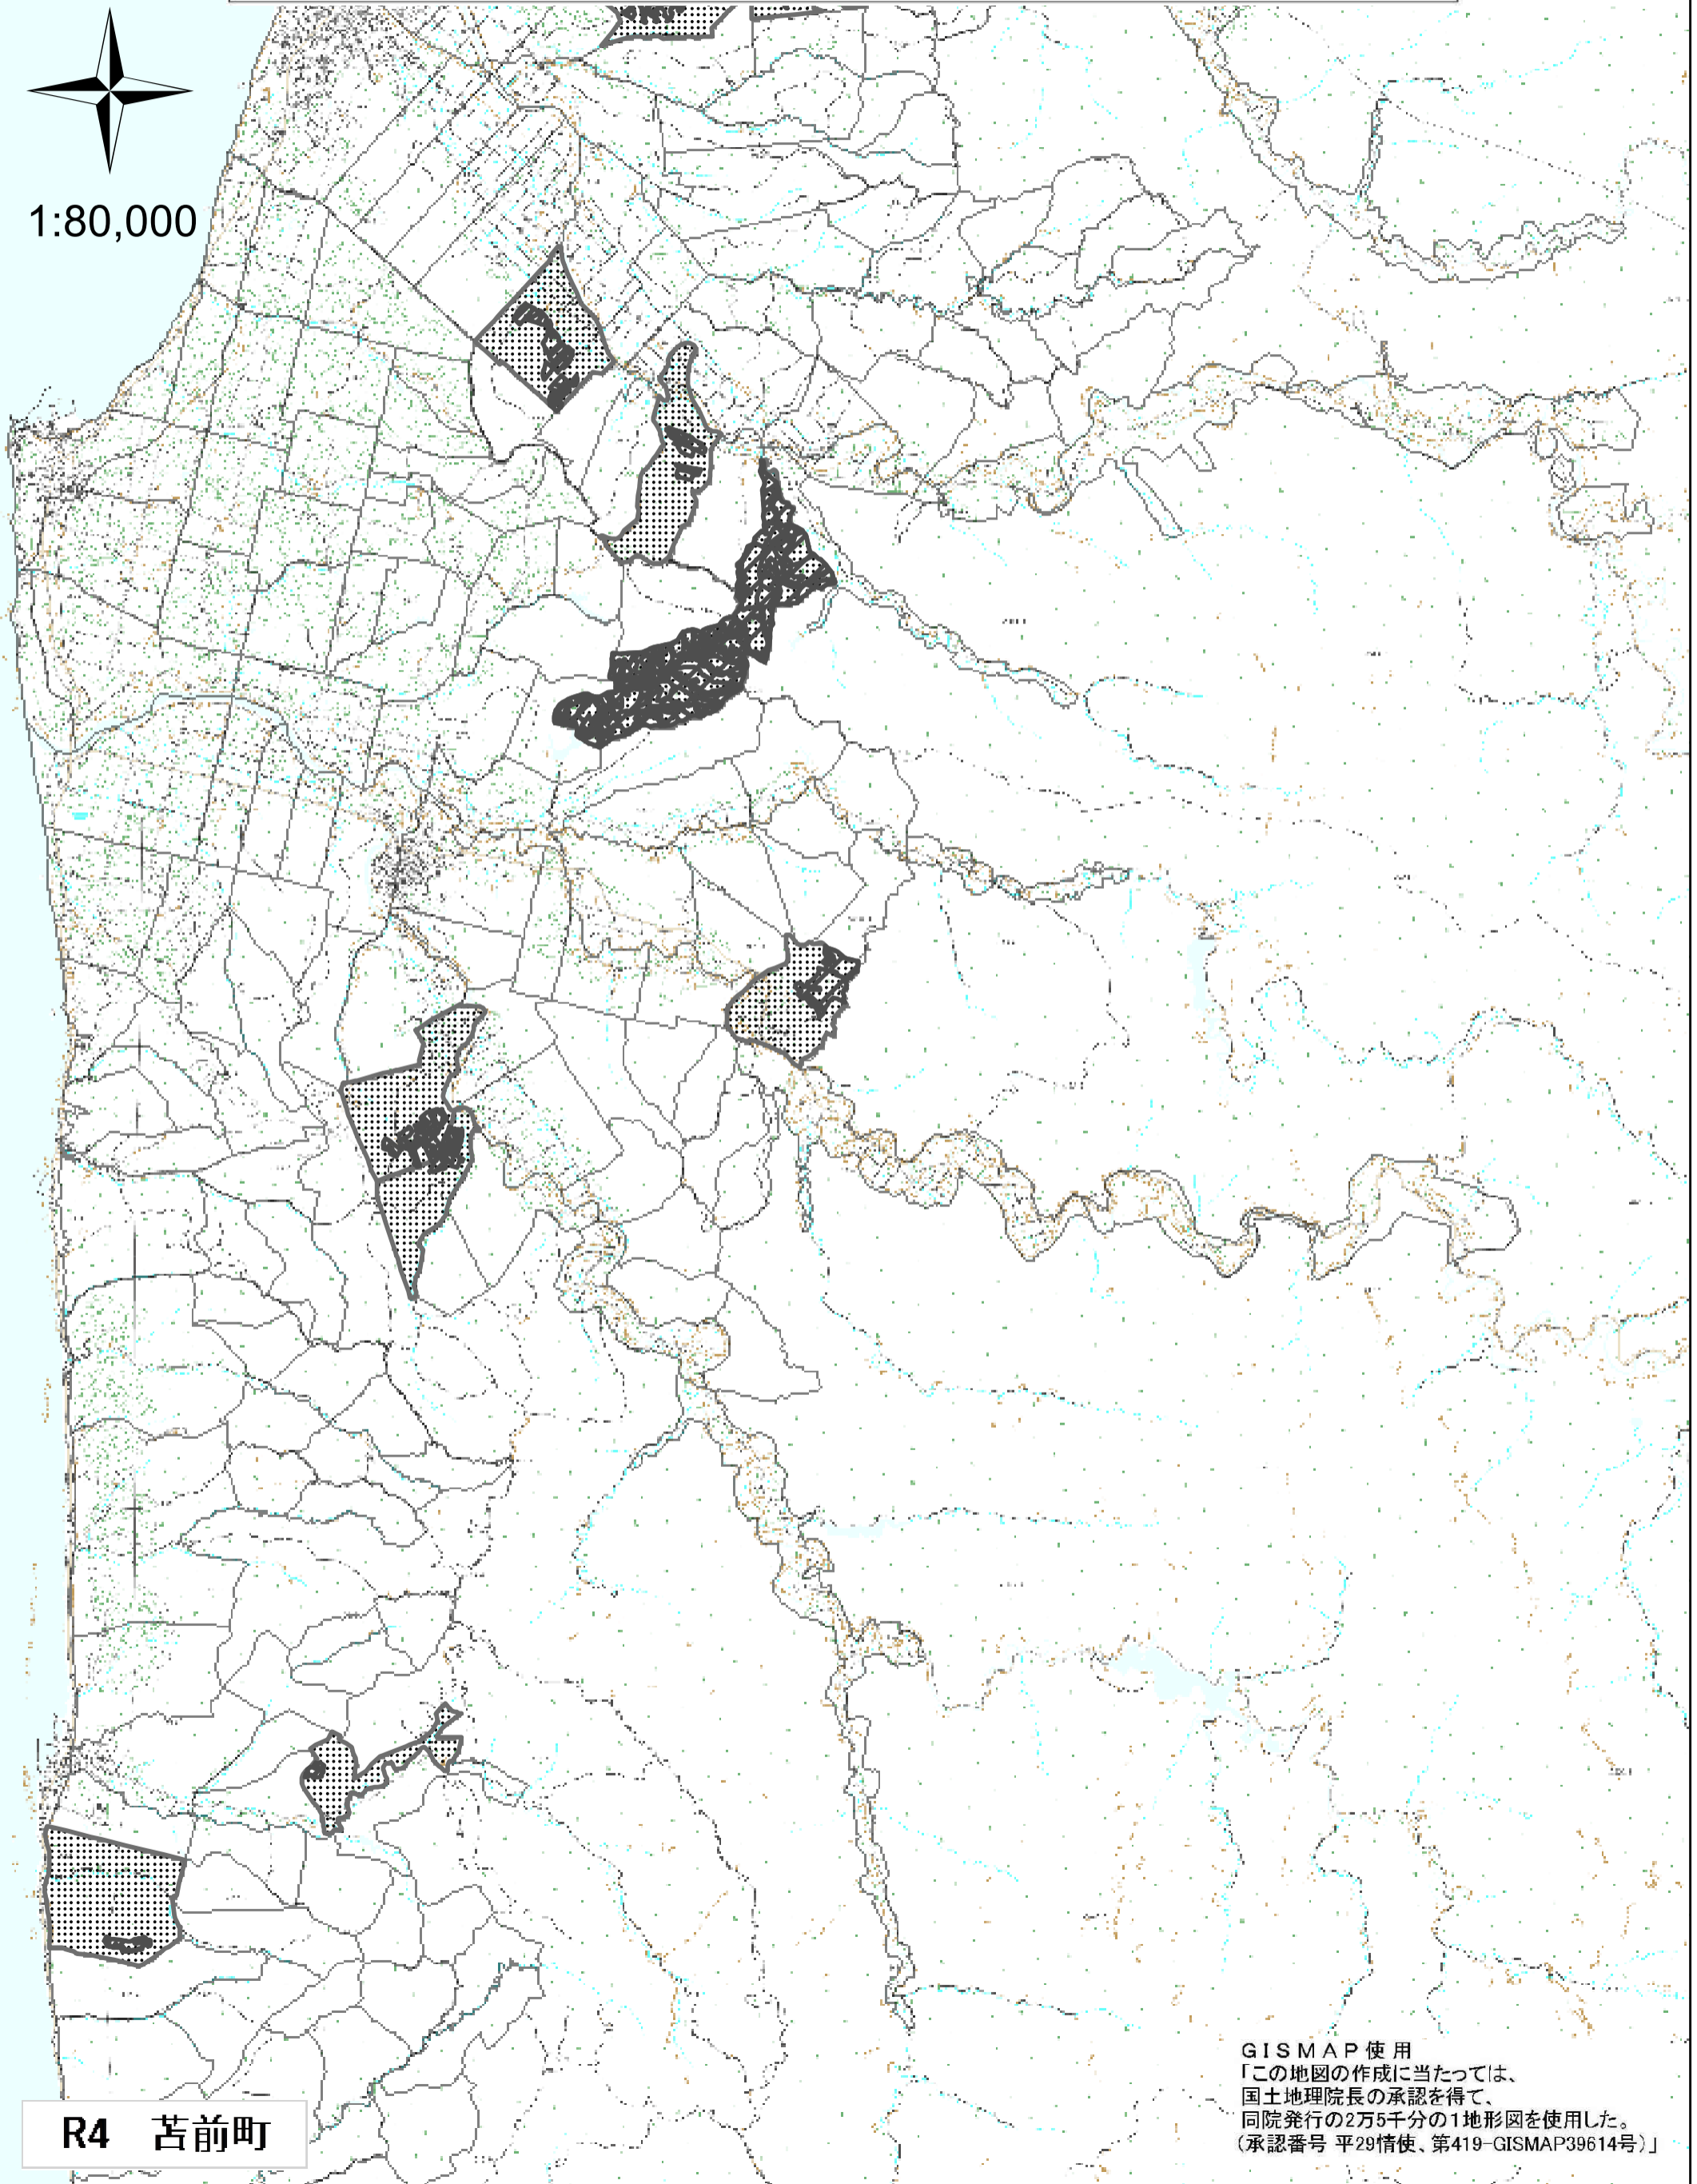 1:80,000
GISMAP使用
「この地図の作成に当たっては、
国土地理院長の承認を得て、
同院発行の2万5千分の1地形図を使用した。
（承認番号 平29情使、第419-GISMAP39614号）」
R4 苫前町